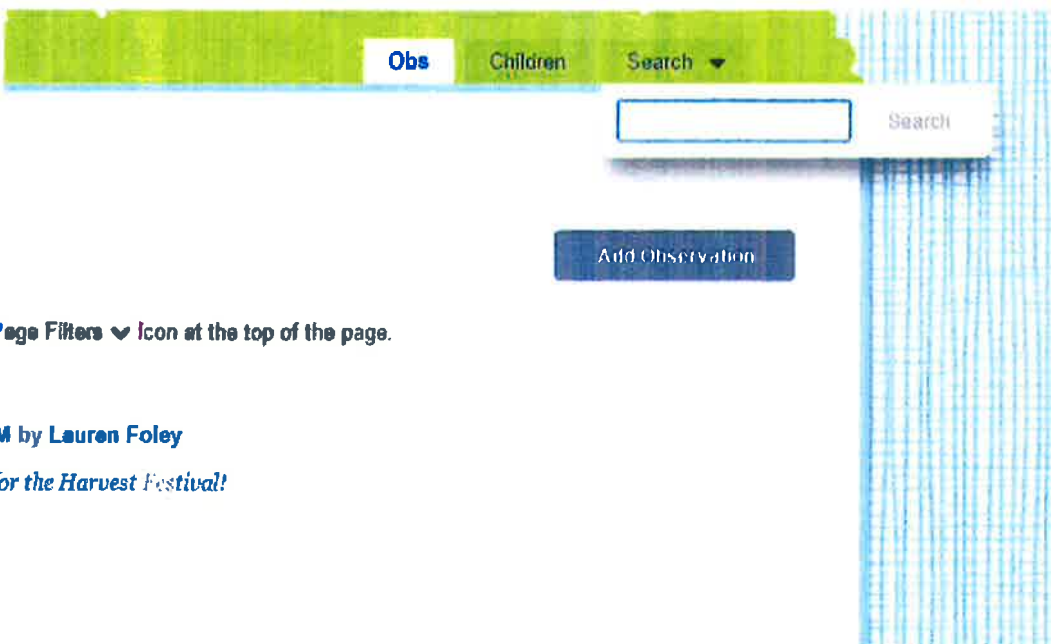 Obs Children Search
Search
Add Observation
Page Filters icon at the top of the page.
M by Lauren Foley
for the Harvest Festival!